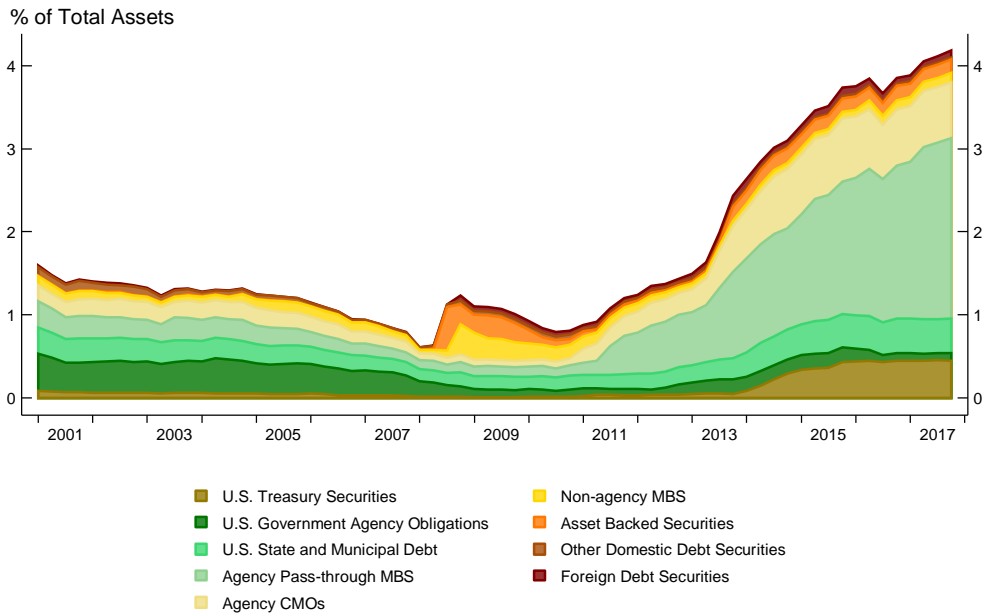 % of Total Assets
4 4
3 3
2 2
1 1
0 0
2001 2003 2005 2007 2009 2011 2013 2015 2017
U.S. Treasury Securities
U.S. Government Agency Obligations
U.S. State and Municipal Debt
Agency Pass-through MBS
Agency CMOs
Non-agency MBS
Asset Backed Securities
Other Domestic Debt Securities
Foreign Debt Securities